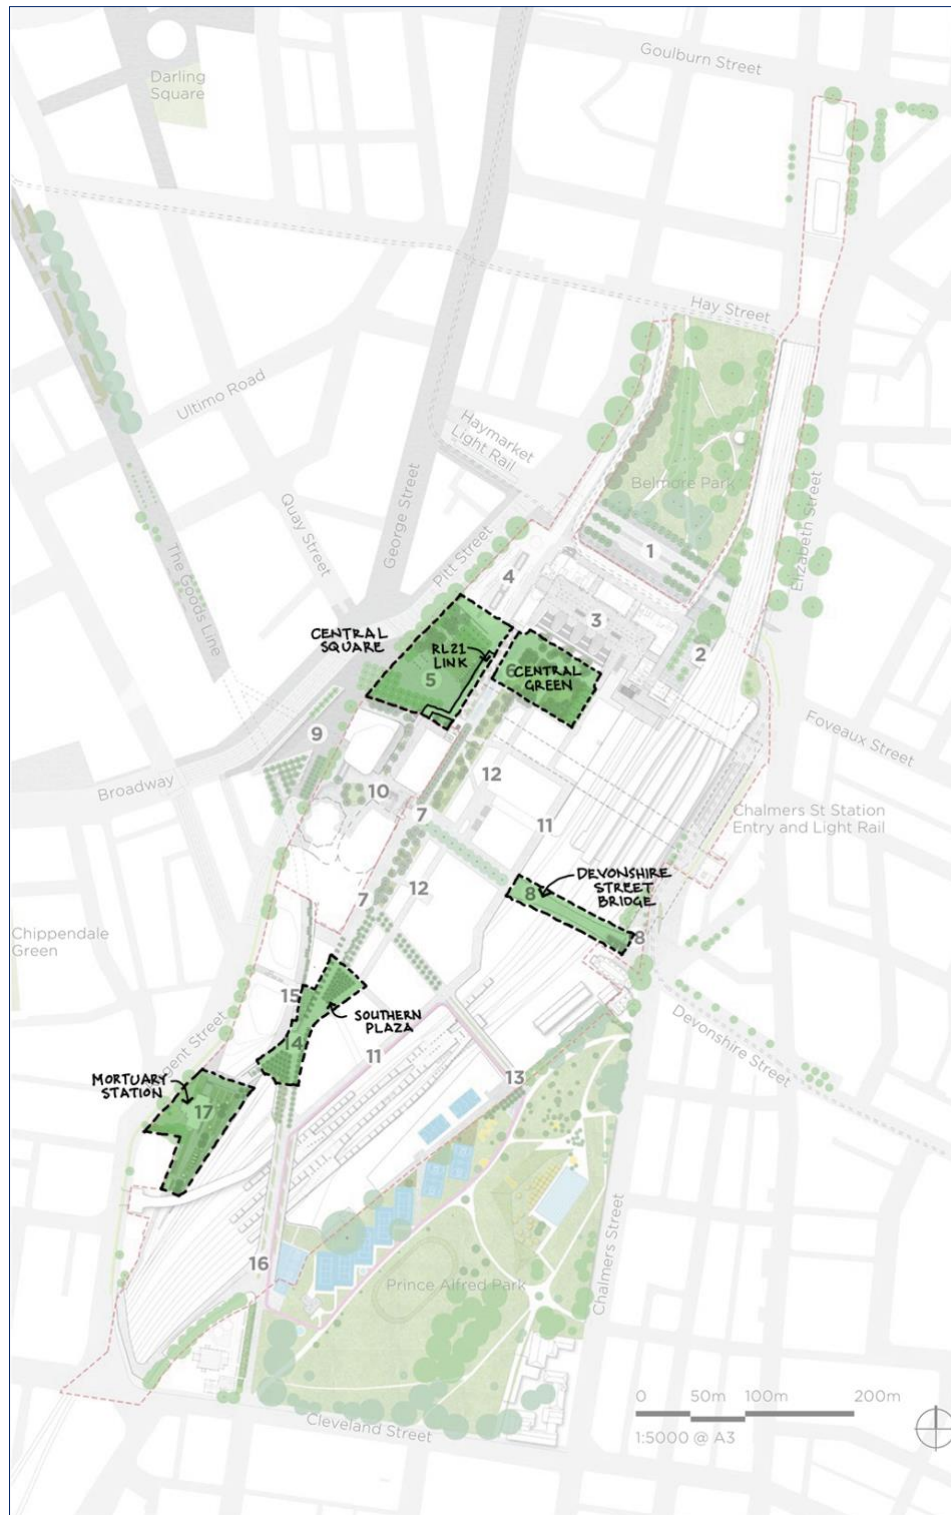 Goulburn Street
Darling
Square
Hay Street
Ultimo Road
Haymarket
Light Rail
Belmore Park
Elizabeth Street
George Street
Quay Street
Pitt Street
The Goods Line
1
4
3
2
CENTRAL
SQUARE
RL21
LINK
5
6
CENTRAL
GREEN
9
Foveaux Street
Broadway
12
10
7
11
Chalmers St Station
Entry and Light Rail
DEVONSHIRE
STREET
BRIDGE
8
12
7
8
Chippendale
Green
15
SOUTHERN
PLAZA
14
11
Devonshire Street
gent Street
MORTUARY
STATION
17
13
16
Prince Alfred Park
Chalmers Street
0 50m 100m 200m
1:5000 @ A3
Cleveland Street